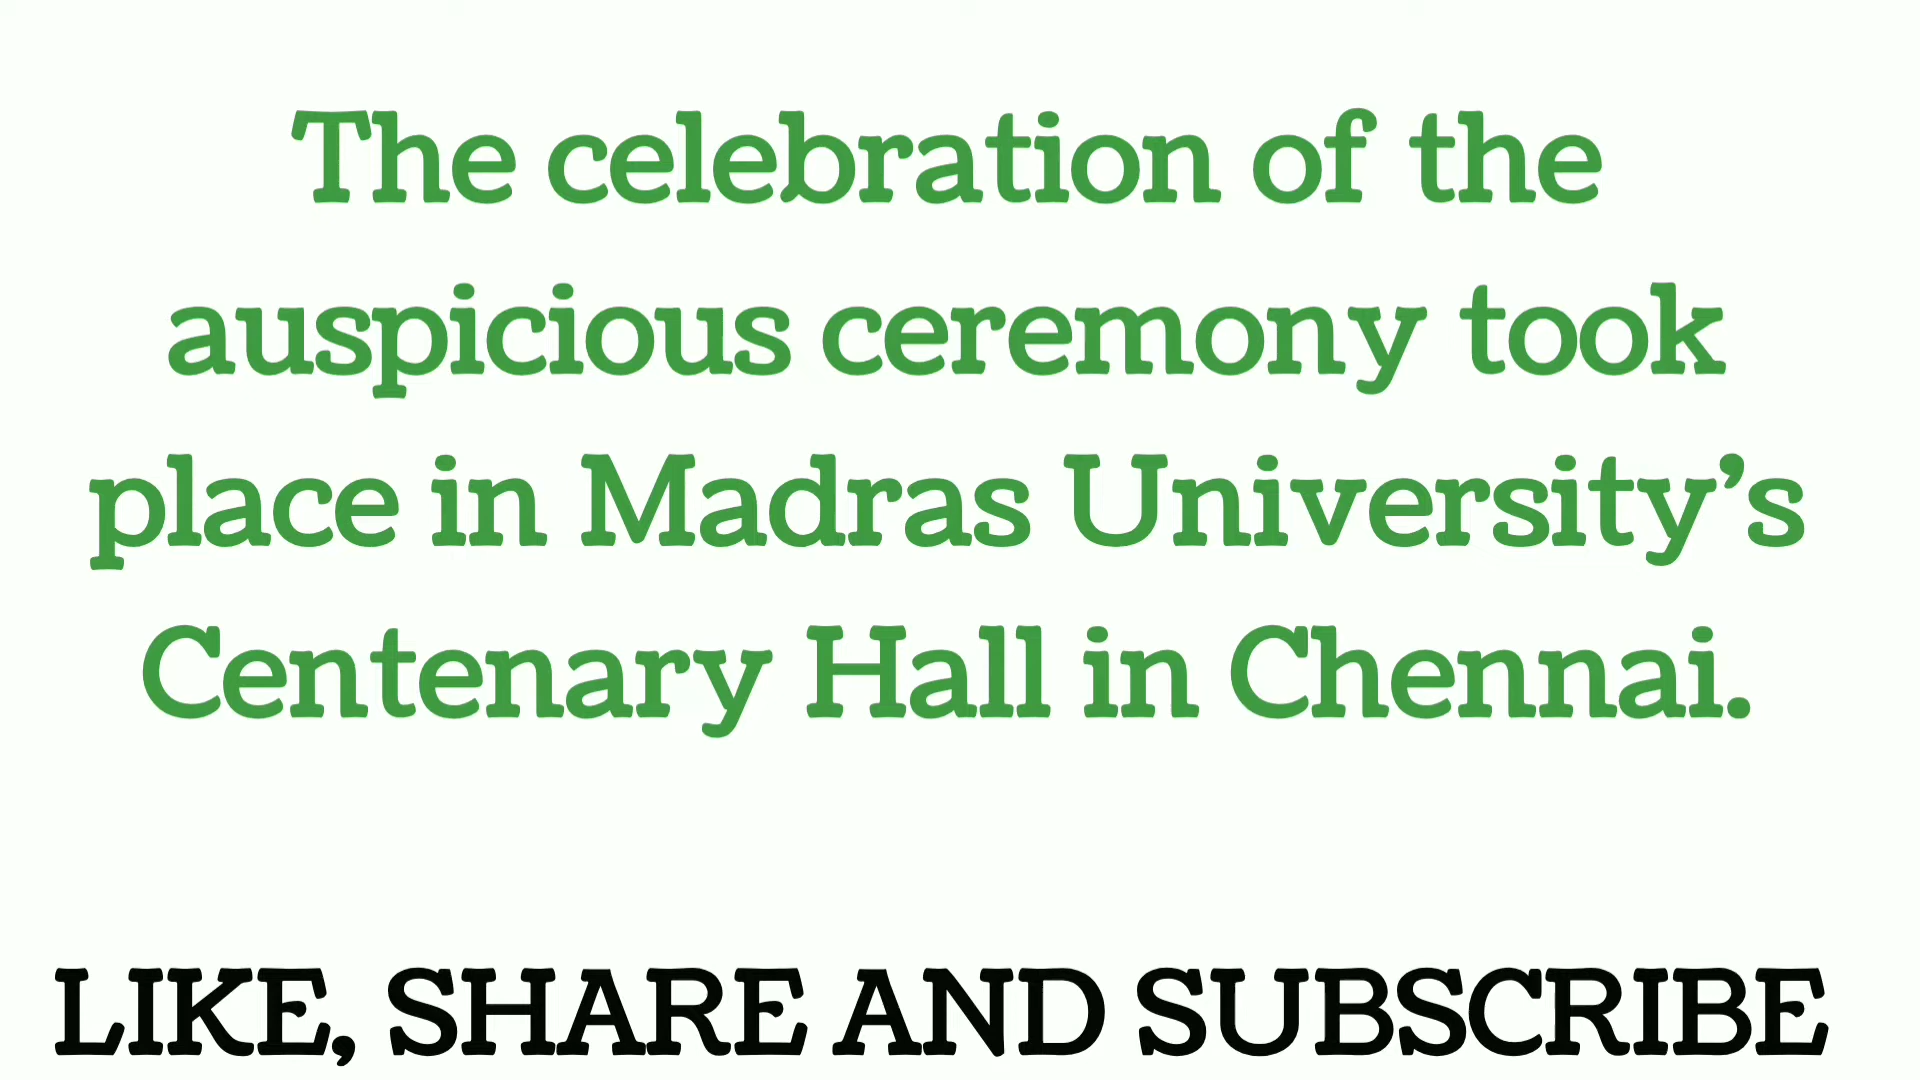 The celebration of the
auspicious ceremony took
place in Madras University’s
Centenary Hall in Chennai.
LIKE, SHARE AND SUBSCRIBE